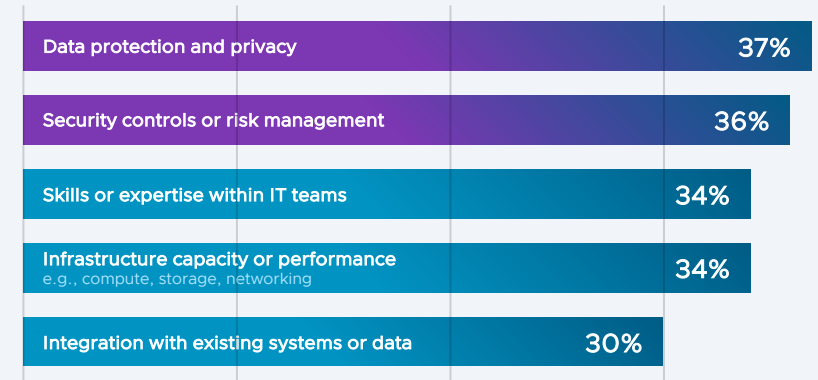 Data protection and privacy 37%
Security controls or risk management 36%
Skills or expertise within IT teams 34%
Infrastructure capacity or performance 34%
e.g., compute, storage, networking
Integration with existing systems or data 30%